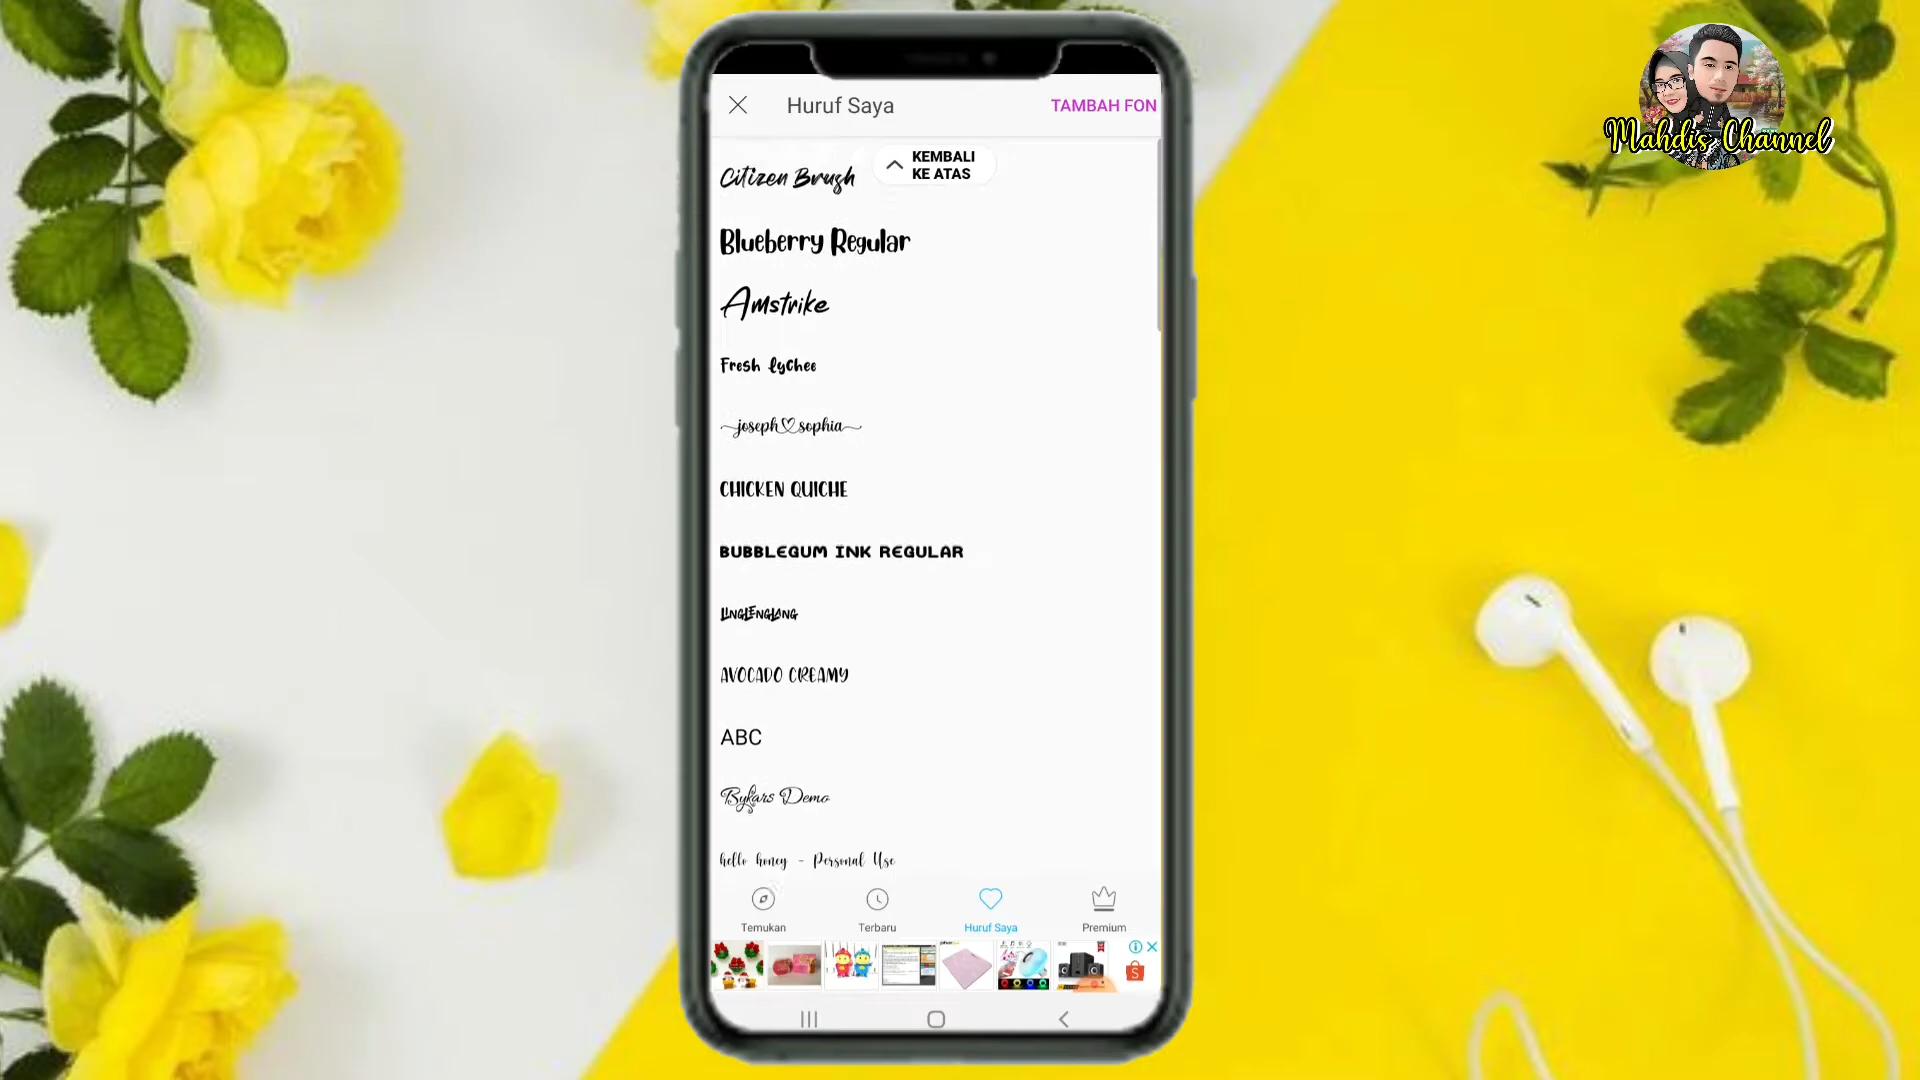 Mahdis Channel
Huruf Saya
TAMBAH FON
KEMBALI
KE ATAS
Citizen Brush
Blueberry Regular
Amstrike
Fresh lychee
joseph sophia
CHICKEN QUICHE
BUBBLEGUM INK REGULAR
LINGLENGLANG
AVOCADO CREAMY
ABC
Bykars Demo
hello honey - Personal Use
Temukan
Terbaru
Huruf Saya
Premium